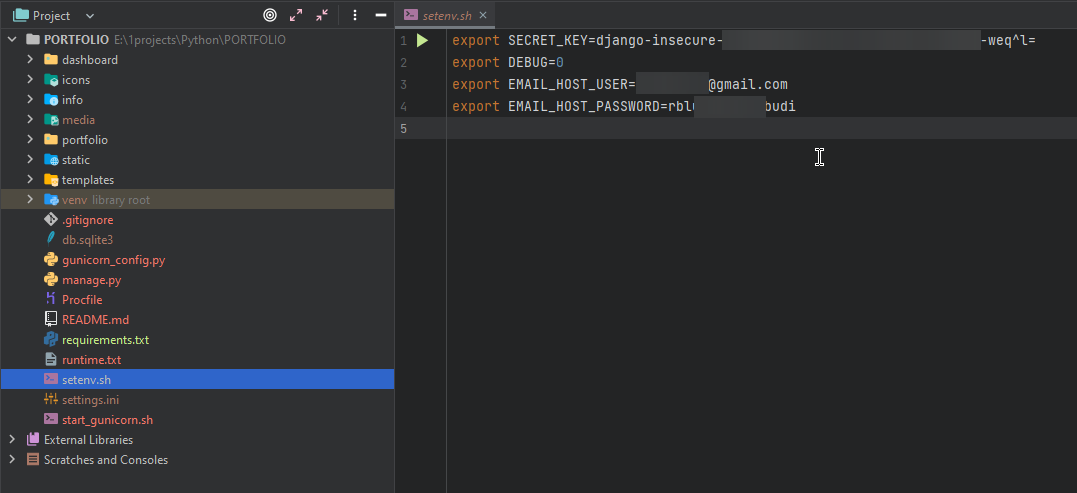 Project
setenv.sh
PORTFOLIO E:\1projects\Python\PORTFOLIO
dashboard
icons
info
media
portfolio
static
templates
venv library root
.gitignore
db.sqlite3
gunicorn_config.py
manage.py
Procfile
README.md
requirements.txt
runtime.txt
setenv.sh
settings.ini
start_gunicorn.sh
External Libraries
Scratches and Consoles
1 export SECRET_KEY=django-insecure- -weq^l=
2 export DEBUG=0
3 export EMAIL_HOST_USER= @gmail.com
4 export EMAIL_HOST_PASSWORD=rbl budi
5